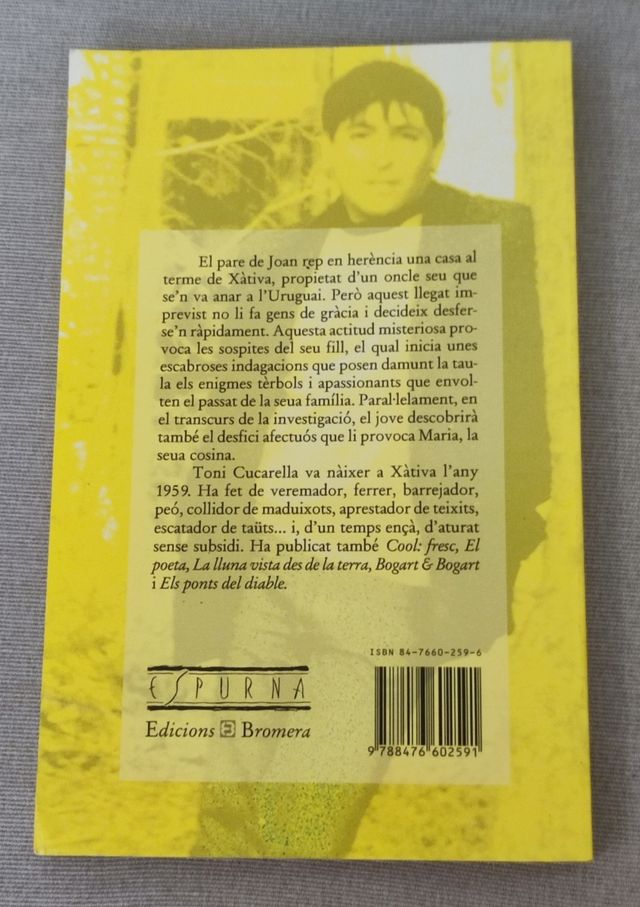 El pare de Joan rep en herència una casa al
terme de Xàtiva, propietat d'un oncle seu que
se'n va anar a l'Uruguai. Però aquest llegat im-
previst no li fa gens de gràcia i decideix desfer-
se'n ràpidament. Aquesta actitud misteriosa pro-
voca les sospites del seu fill, el qual inicia unes
escabroses indagacions que posen damunt la tau-
la els enigmes tèrbols i apassionants que envol-
ten el passat de la seua família. Paral·lelament, en
el transcurs de la investigació, el jove descobrirà
també el desfici afectuós que li provoca Maria, la
seua cosina.
Toni Cucarella va nàixer a Xàtiva l'any
1959. Ha fet de veremador, ferrer, barrejador,
peó, collidor de maduixots, aprestador de teixits,
escatador de taüts... i, d'un temps ençà, d'aturat
sense subsidi. Ha publicat també Cool: fresc, El
poeta, La lluna vista des de la terra, Bogart & Bogart
i Els ponts del diable.
ISBN 84-7660-259-6
ESPURNA
Edicions Bromera
9 788476 602591